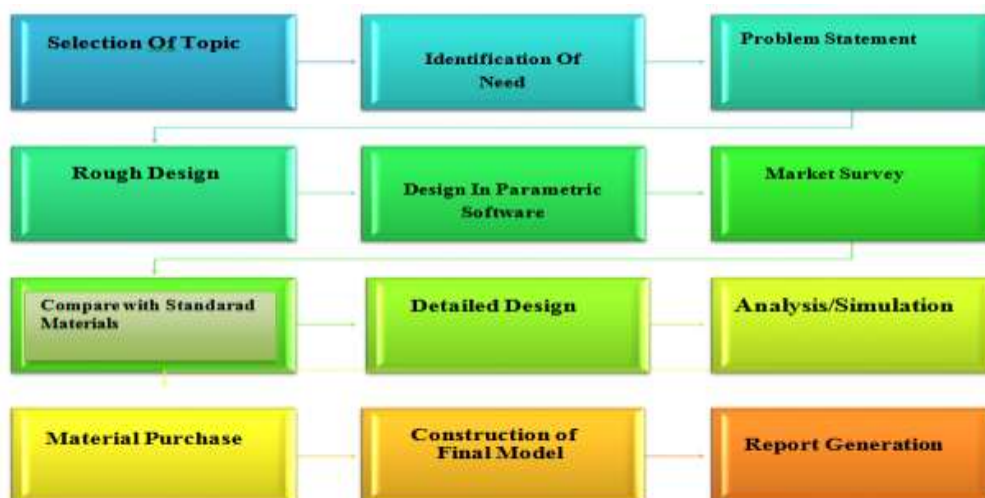 Selection Of Topic
Identification Of
Need
Problem Statement
Rough Design
Design In Parametric
Software
Market Survey
Compare with Standarad
Materials
Detailed Design
Analysis/Simulation
Material Purchase
Construction of
Final Model
Report Generation